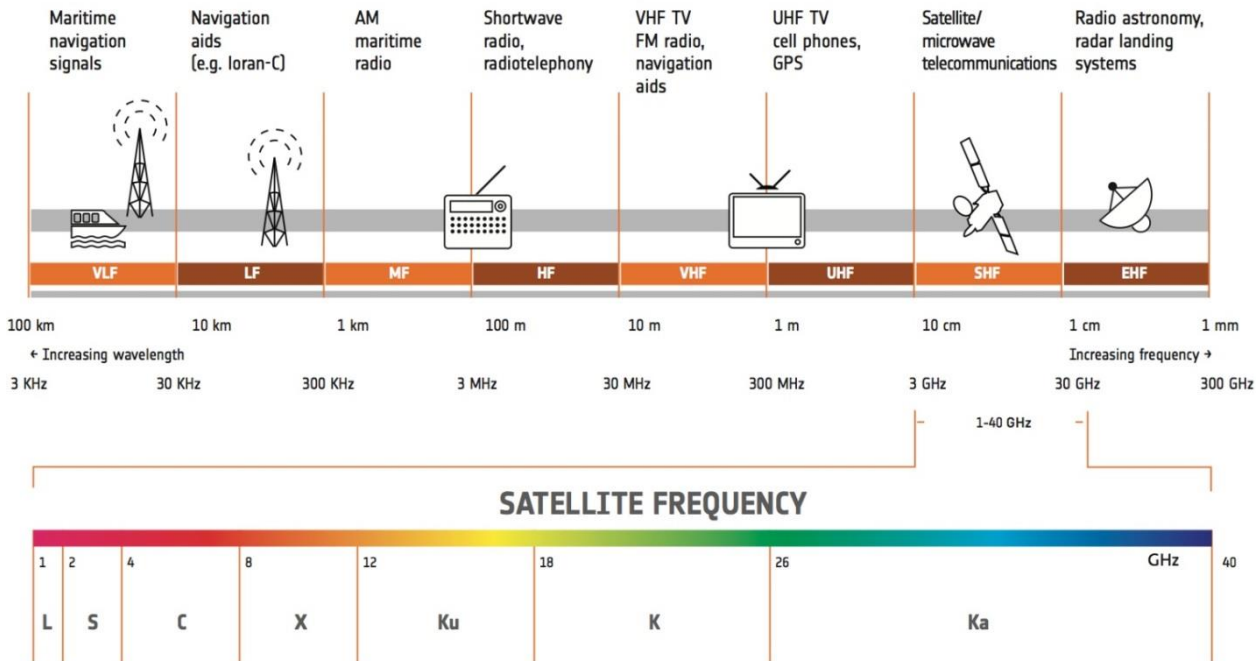 Maritime
navigation
signals
Navigation
aids
(e.g. loran-C)
AM
maritime
radio
Shortwave
radio,
radiotelephony
VHF TV
FM radio,
navigation
aids
UHF TV
cell phones,
GPS
Satellite/
microwave
telecommunications
Radio astronomy,
radar landing
systems
VLF LF MF HF VHF UHF SHF EHF
100 km 10 km 1 km 100 m 10 m 1 m 10 cm 1 cm 1 mm
← Increasing wavelength Increasing frequency →
3 KHz 30 KHz 300 KHz 3 MHz 30 MHz 300 MHz 3 GHz 30 GHz 300 GHz
1-40 GHz
SATELLITE FREQUENCY
1 2 4 8 12 18 26 GHz 40
L S C X Ku K Ka